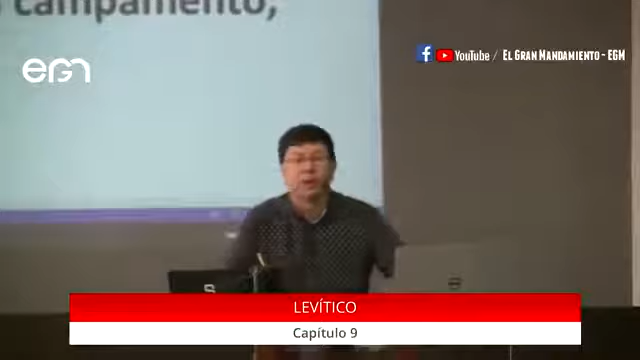 campamento,
egm
YouTube / El Gran Mandamiento - EGM
LEVÍTICO
Capítulo 9